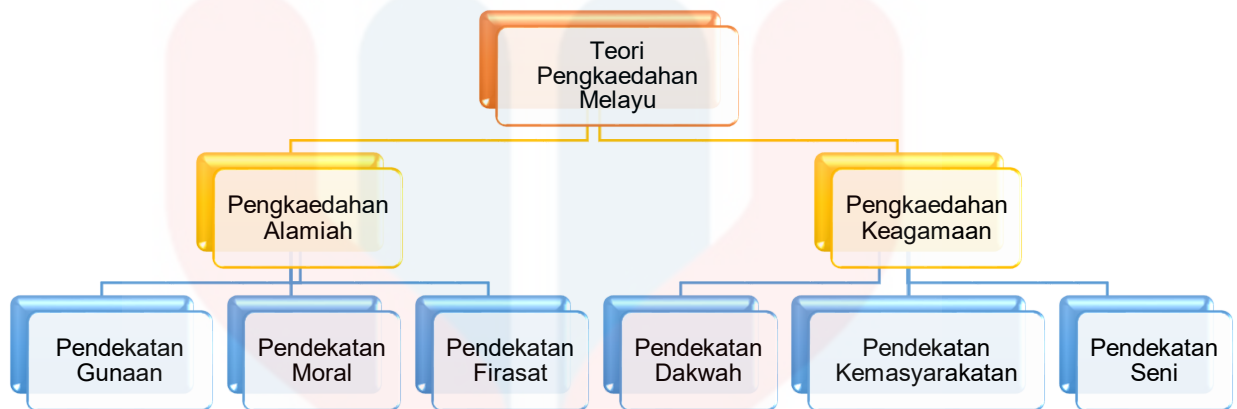 Teori
Pengkaedahan
Melayu
Pengkaedahan
Alamiah
Pengkaedahan
Keagamaan
Pendekatan
Gunaan
Pendekatan
Moral
Pendekatan
Firasat
Pendekatan
Dakwah
Pendekatan
Kemasyarakatan
Pendekatan
Seni